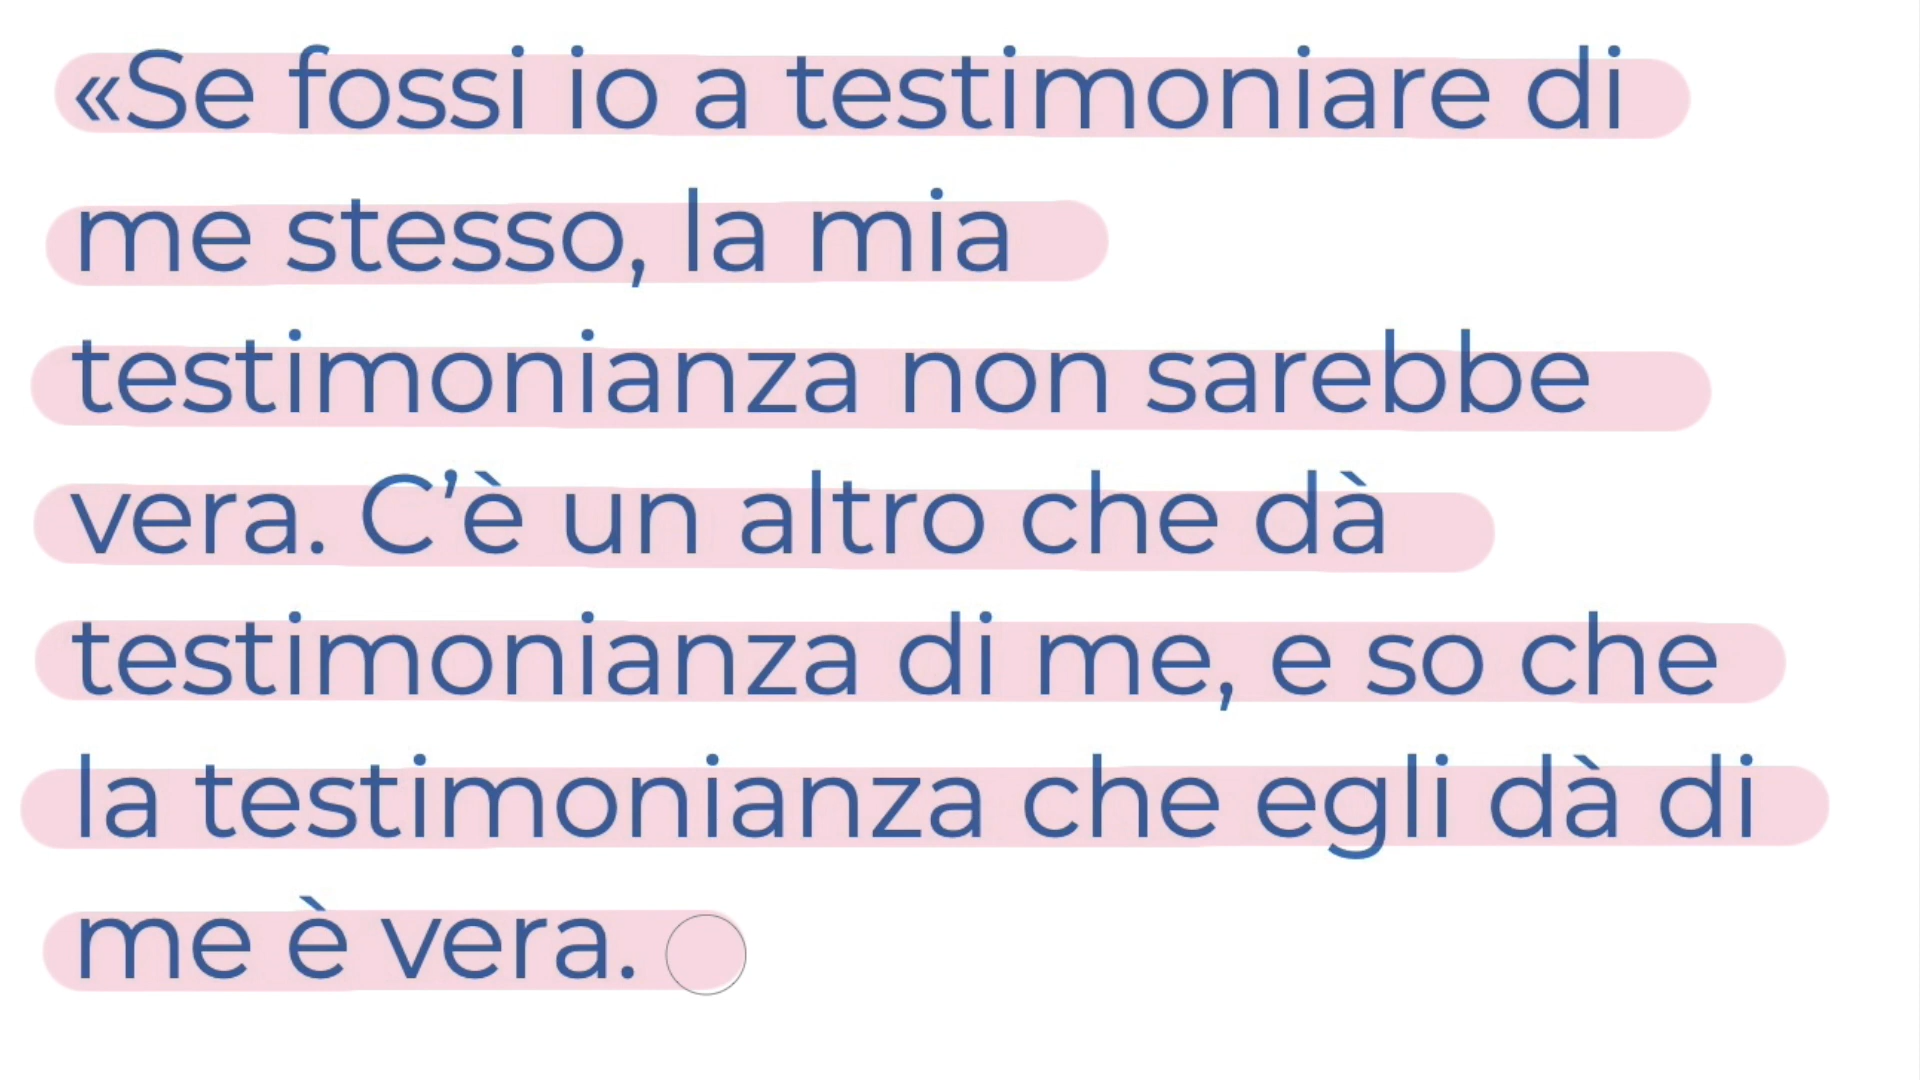 «Se fossi io a testimoniare di
me stesso, la mia
testimonianza non sarebbe
vera. C’è un altro che dà
testimonianza di me, e so che
la testimonianza che egli dà di
me è vera.